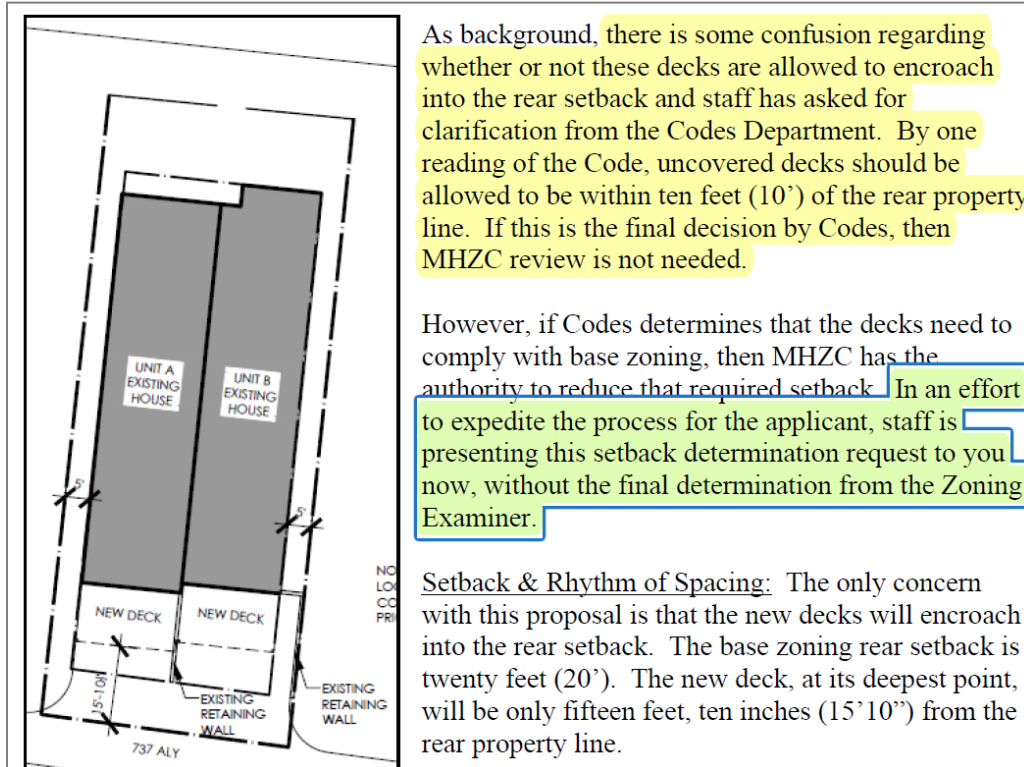 UNIT A
EXISTING
HOUSE
UNIT B
EXISTING
HOUSE
5'
5'
NEW DECK
NEW DECK
15'-10"
EXISTING
RETAINING
WALL
EXISTING
RETAINING
WALL
737 ALY
NO
LO
CO
PRI
As background, there is some confusion regarding
whether or not these decks are allowed to encroach
into the rear setback and staff has asked for
clarification from the Codes Department.  By one
reading of the Code, uncovered decks should be
allowed to be within ten feet (10’) of the rear property
line.  If this is the final decision by Codes, then
MHZC review is not needed.
However, if Codes determines that the decks need to
comply with base zoning, then MHZC has the
authority to reduce that required setback.  In an effort
to expedite the process for the applicant, staff is
presenting this setback determination request to you
now, without the final determination from the Zoning
Examiner.
Setback & Rhythm of Spacing:  The only concern
with this proposal is that the new decks will encroach
into the rear setback.  The base zoning rear setback is
twenty feet (20’).  The new deck, at its deepest point,
will be only fifteen feet, ten inches (15’10”) from the
rear property line.